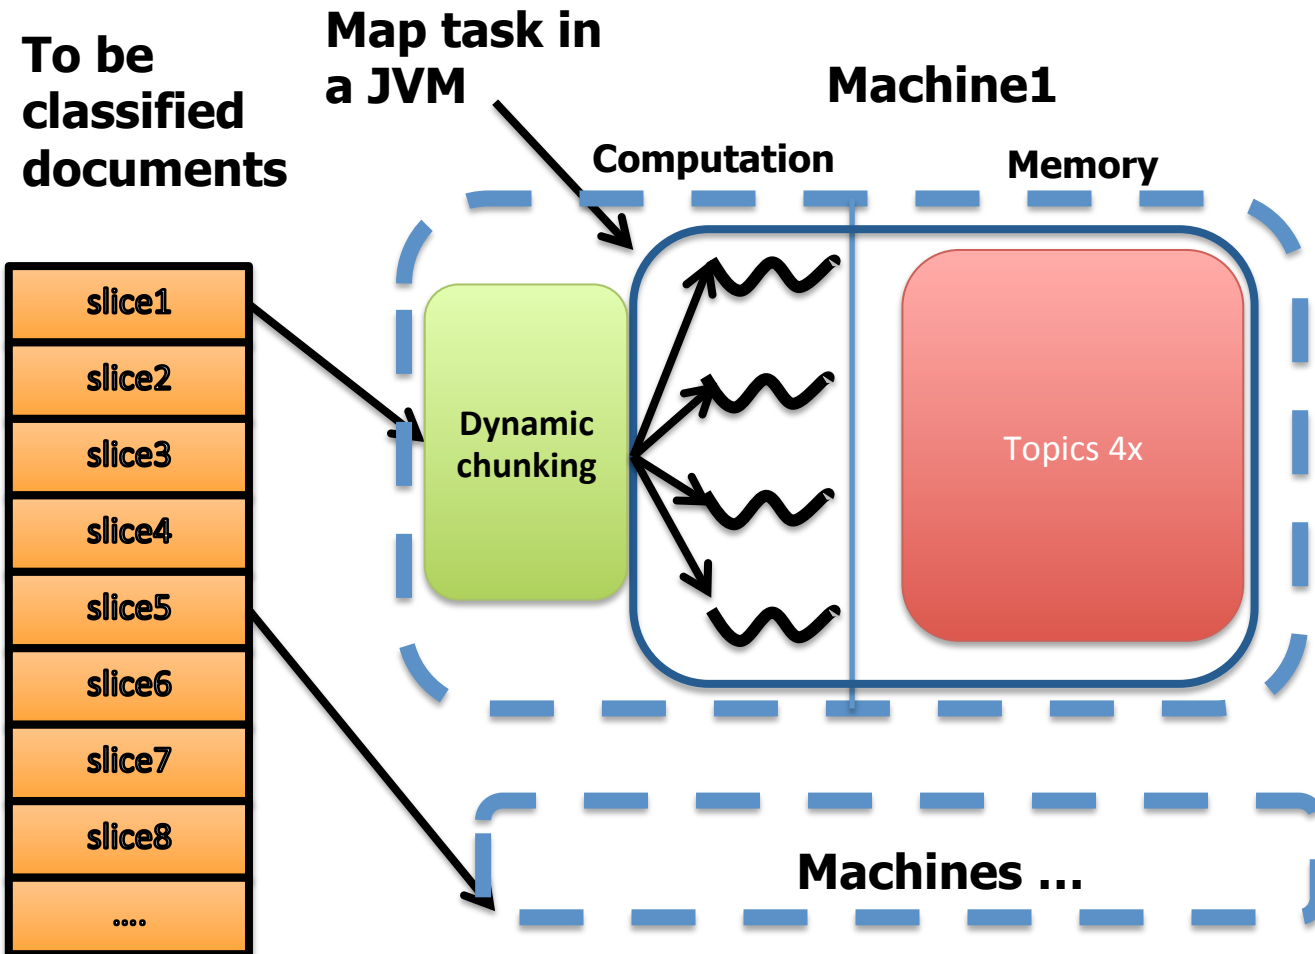 To be
classified
documents
Map task in
a JVM
Machine1
Computation
Memory
slice1
slice2
slice3
slice4
slice5
slice6
slice7
slice8
....
Dynamic
chunking
Topics 4x
Machines ...